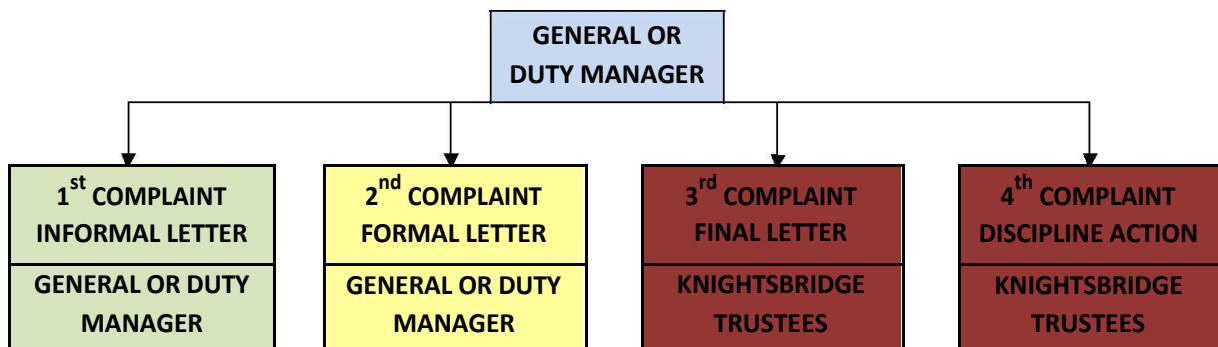 GENERAL OR
DUTY MANAGER
1st COMPLAINT
INFORMAL LETTER
GENERAL OR DUTY
MANAGER
2nd COMPLAINT
FORMAL LETTER
GENERAL OR DUTY
MANAGER
3rd COMPLAINT
FINAL LETTER
KNIGHTSBRIDGE
TRUSTEES
4th COMPLAINT
DISCIPLINE ACTION
KNIGHTSBRIDGE
TRUSTEES